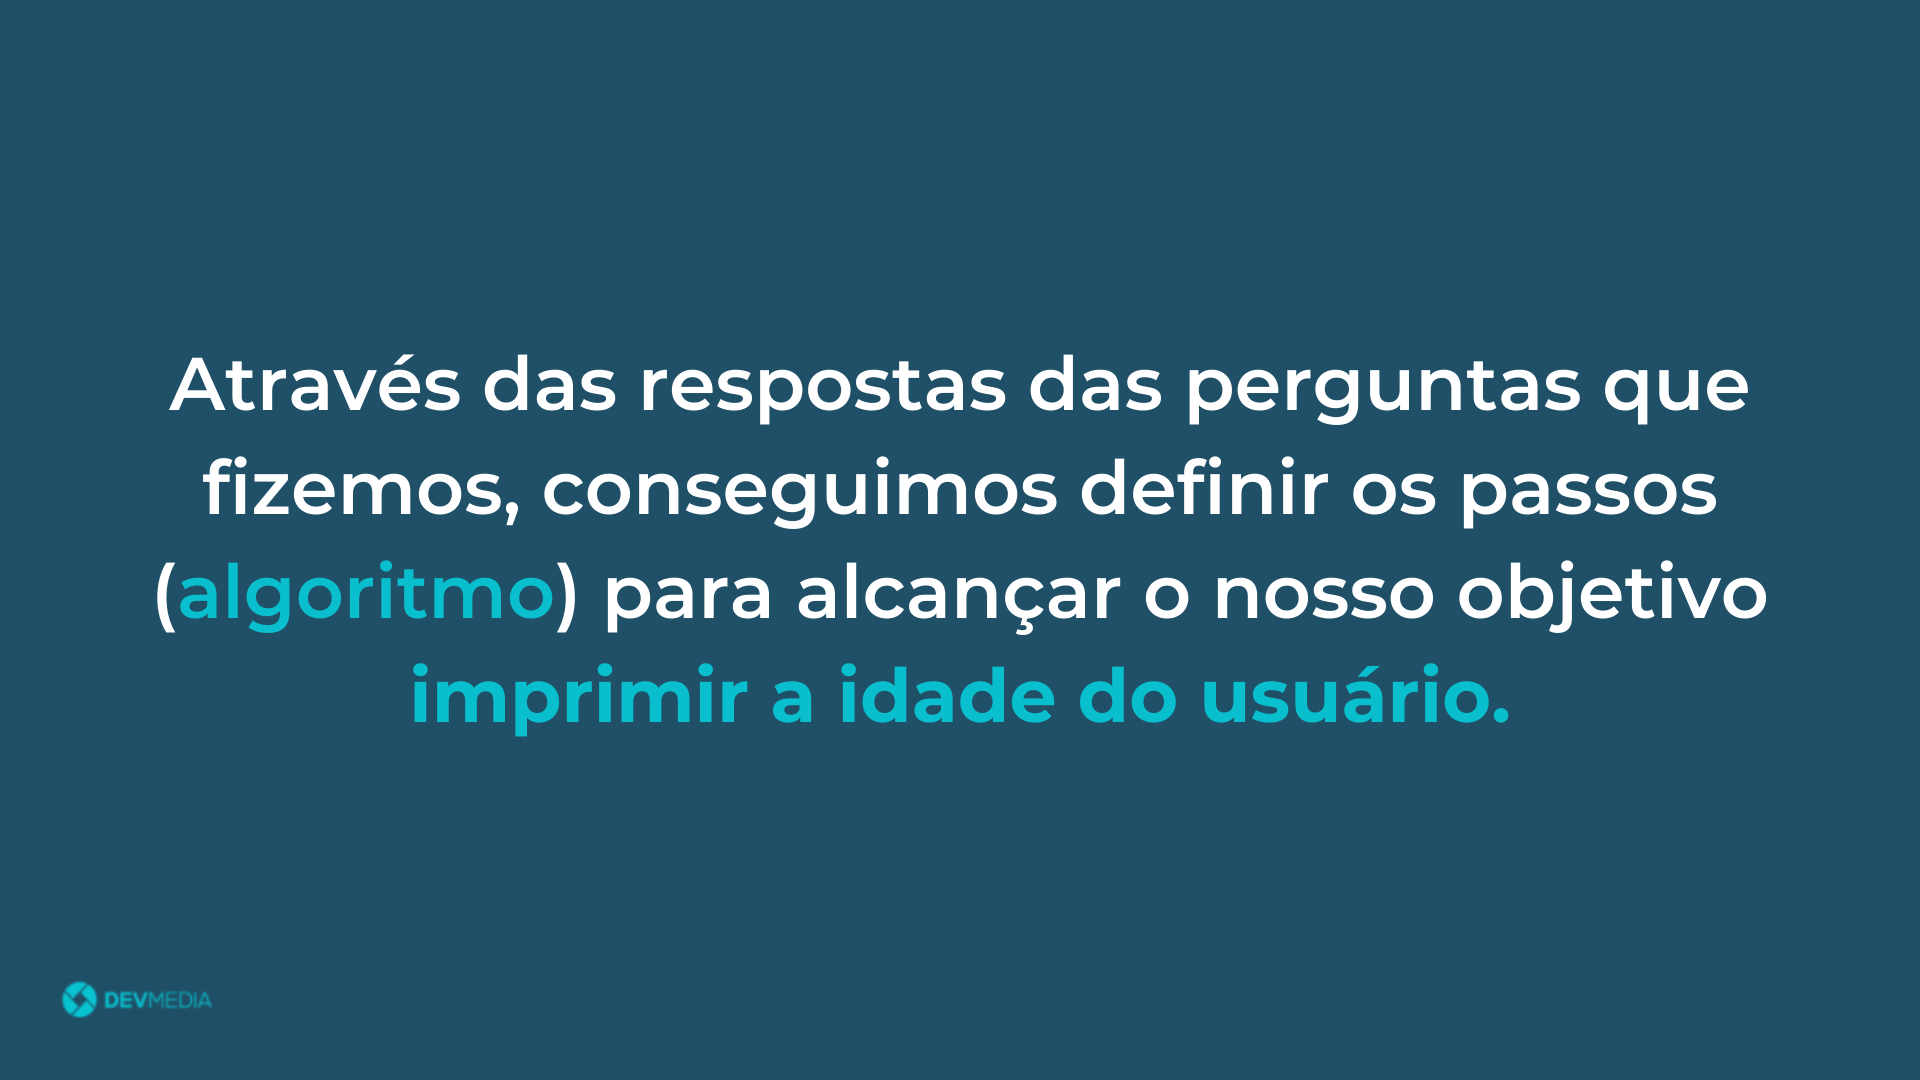 Através das respostas das perguntas que
fizemos, conseguimos definir os passos
(algoritmo) para alcançar o nosso objetivo
imprimir a idade do usuário.
DEVMEDIA